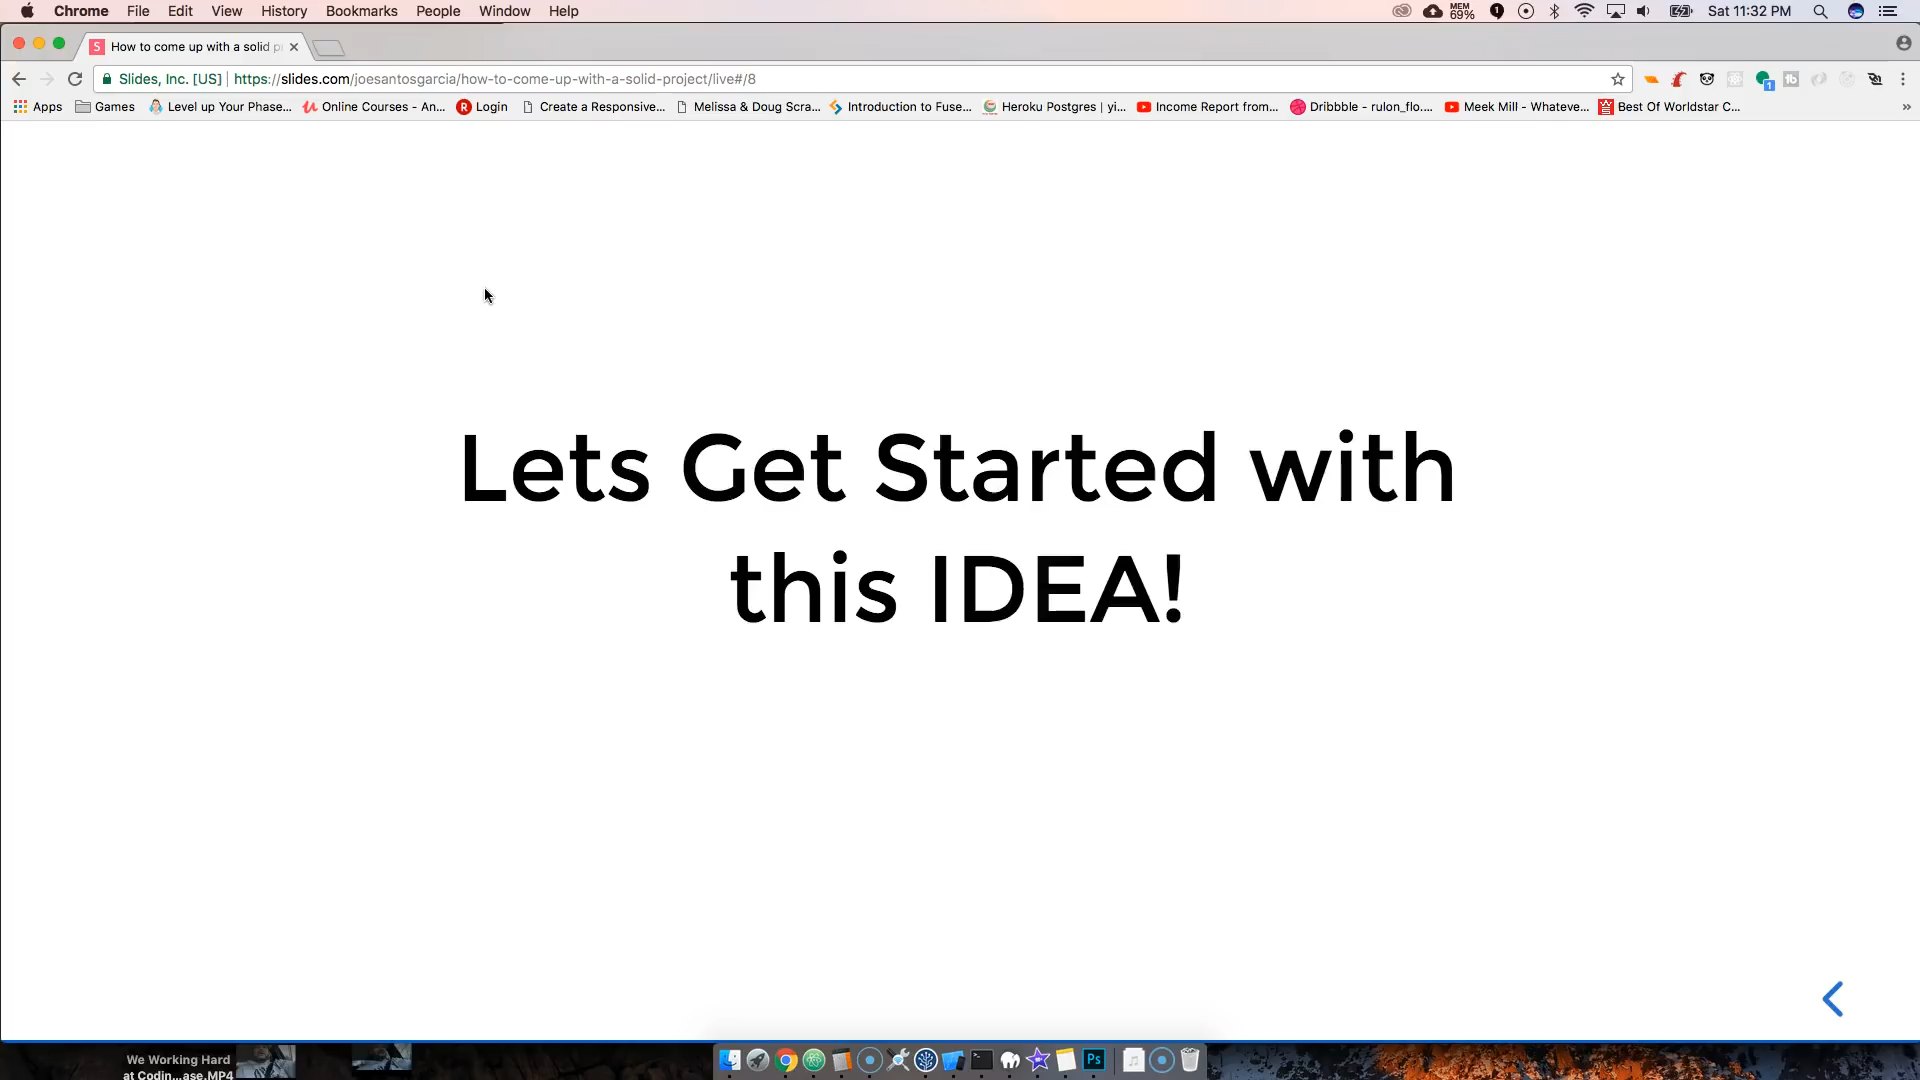 Chrome File Edit View History Bookmarks People Window Help MEM 69% Sat 11:32 PM
S How to come up with a solid p
Slides, Inc. [US] https://slides.com/joesantosgarcia/how-to-come-up-with-a-solid-project/live#/8
Apps Games Level up Your Phase... Online Courses - An... R Login Create a Responsive... Melissa & Doug Scra... Introduction to Fuse... Heroku Postgres | yi... Income Report from... Dribbble - rulon_flo.... Meek Mill - Whateve... Best Of Worldstar C... »
Lets Get Started with
this IDEA!
We Working Hard
at Codin...ase.MP4
Ps